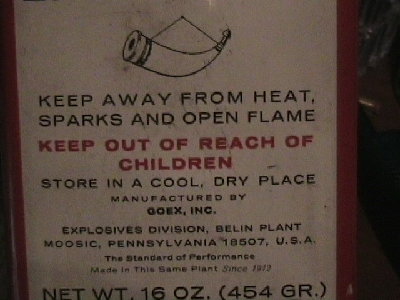 KEEP AWAY FROM HEAT,
SPARKS AND OPEN FLAME
KEEP OUT OF REACH OF
CHILDREN
STORE IN A COOL, DRY PLACE
MANUFACTURED BY
GOEX, INC.
EXPLOSIVES DIVISION, BELIN PLANT
MOOSIC, PENNSYLVANIA 18507, U.S.A.
The Standard of Performance
Made in This Same Plant Since 1912
NET WT. 16 OZ. (454 GR.)